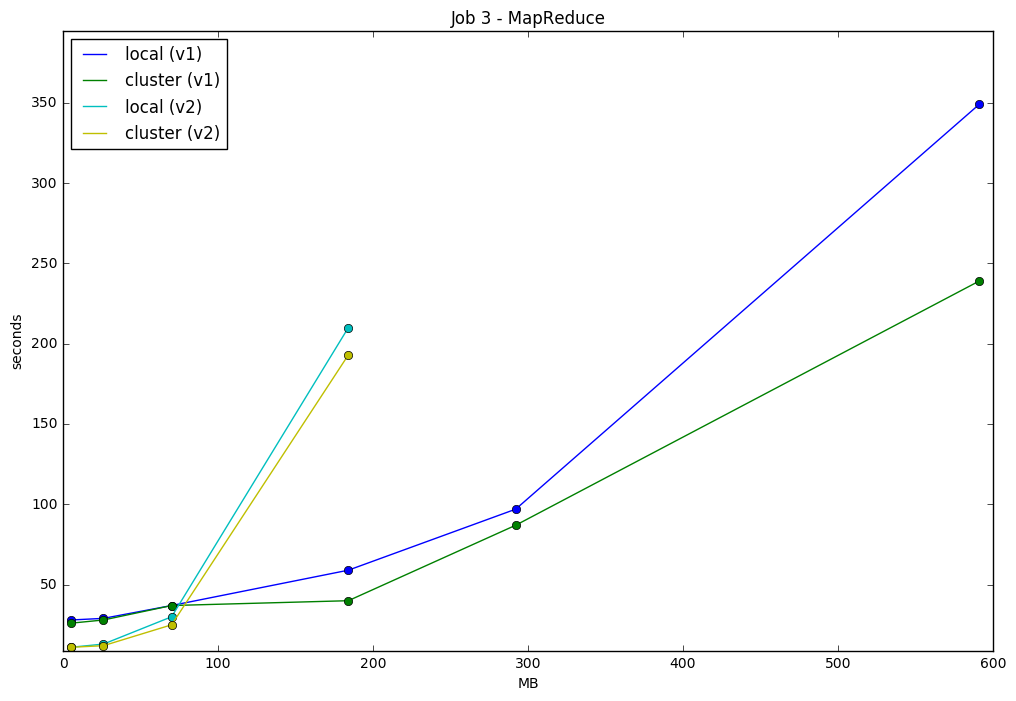 Job 3 - MapReduce
local (v1)
cluster (v1)
local (v2)
cluster (v2)
350
300
250
200
150
100
50
seconds
0 100 200 300 400 500 600
MB